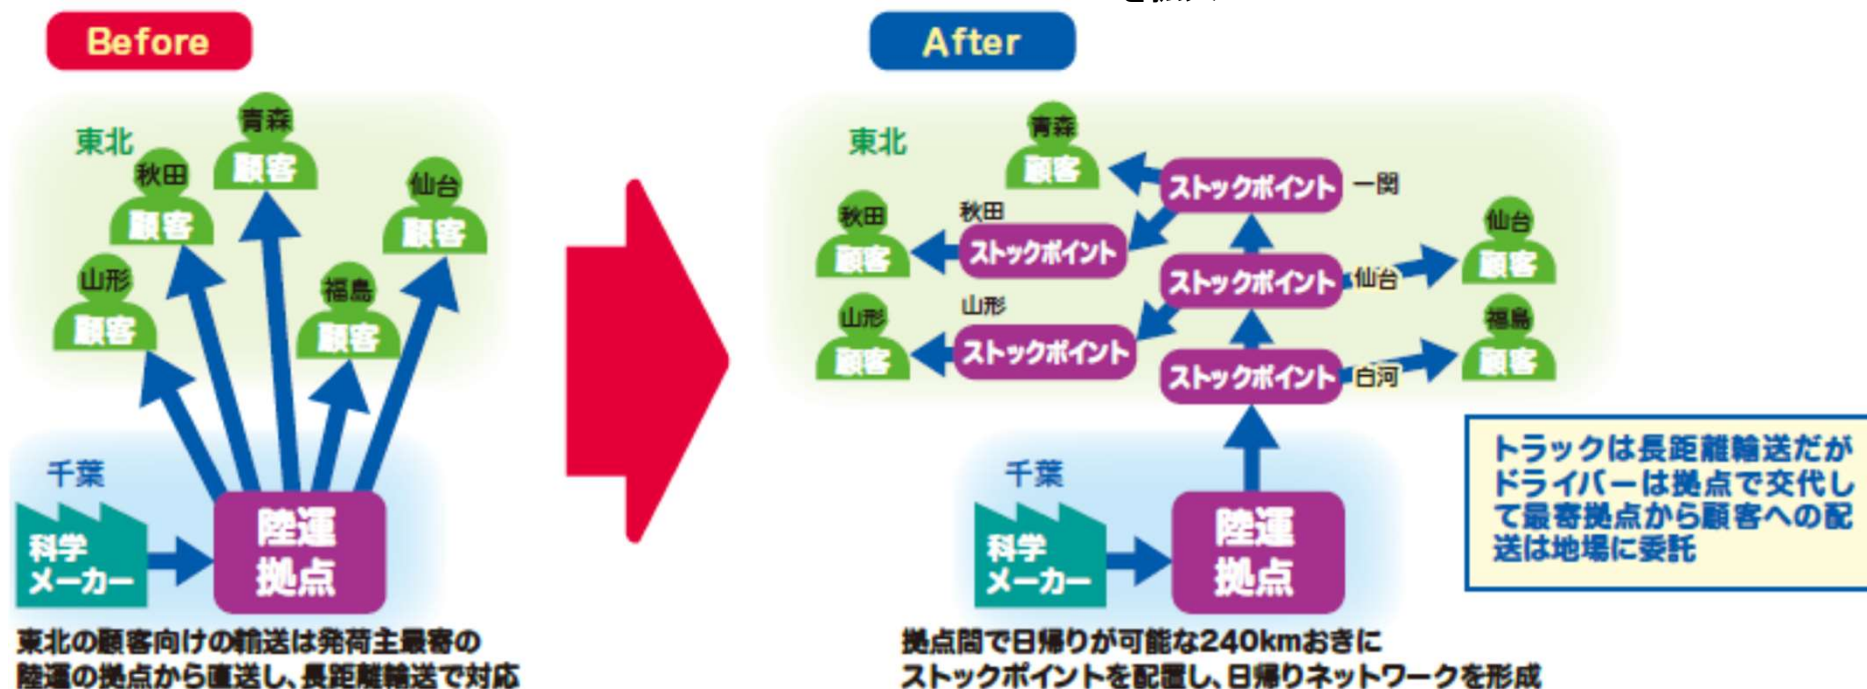 Before
東北
青森
顧客
秋田
顧客
仙台
顧客
山形
顧客
福島
顧客
千葉
科学
メーカー
陸運
拠点
東北の顧客向けの輸送は発荷主最寄の
陸運の拠点から直送し、長距離輸送で対応
After
東北
青森
顧客
ストックポイント
一関
秋田
顧客
秋田
ストックポイント
ストックポイント
仙台
仙台
顧客
山形
顧客
山形
ストックポイント
ストックポイント
白河
福島
顧客
千葉
科学
メーカー
陸運
拠点
トラックは長距離輸送だが
ドライバーは拠点で交代し
て最寄拠点から顧客への配
送は地場に委託
拠点間で日帰りが可能な240kmおきに
ストックポイントを配置し、日帰りネットワークを形成